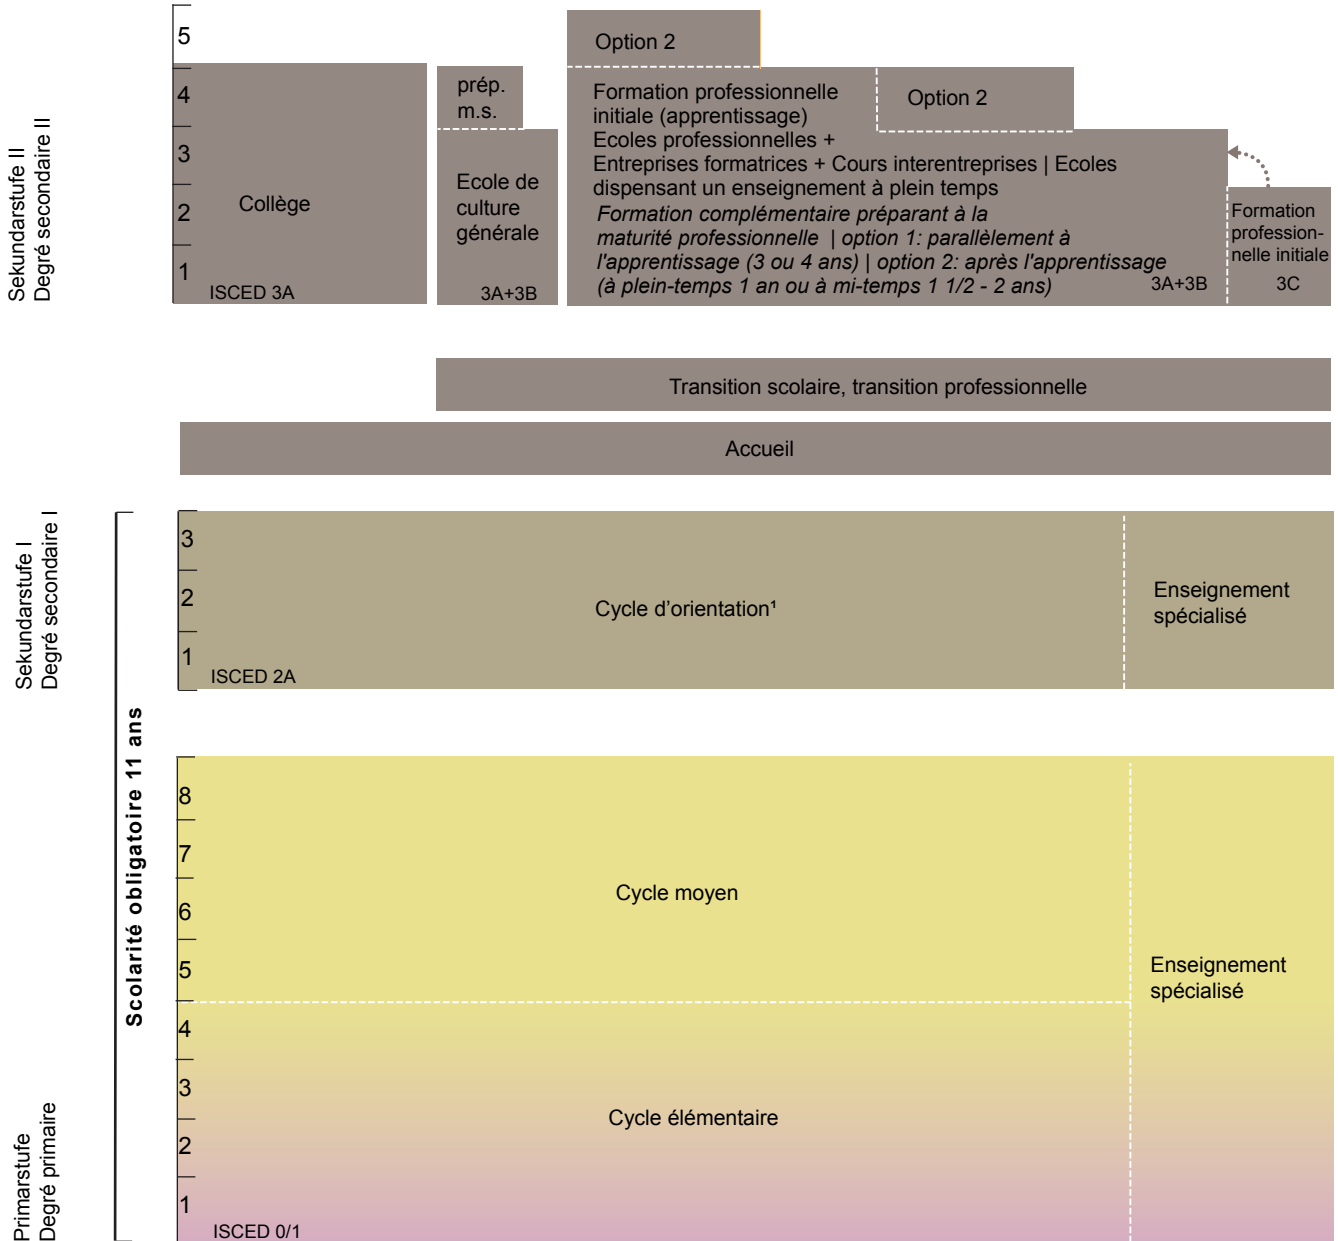 Sekundarstufe II
Degré secondaire II
5
4
3
2
1
Collège
ISCED 3A
prép.
m.s.
Ecole de
culture
générale
3A+3B
Option 2
Formation professionnelle
initiale (apprentissage)
Ecoles professionnelles +
Entreprises formatrices + Cours interentreprises | Ecoles
dispensant un enseignement à plein temps
Formation complémentaire préparant à la
maturité professionnelle | option 1: parallèlement à
l'apprentissage (3 ou 4 ans) | option 2: après l'apprentissage
(à plein-temps 1 an ou à mi-temps 1 1/2 - 2 ans)
3A+3B
Option 2
Formation
profession-
nelle initiale
3C
Transition scolaire, transition professionnelle
Accueil
Sekundarstufe I
Degré secondaire I
3
2
1
Cycle d’orientation¹
ISCED 2A
Enseignement
spécialisé
Scolarité obligatoire 11 ans
Primarstufe
Degré primaire
8
7
6
5
4
3
2
1
Cycle moyen
Cycle élémentaire
ISCED 0/1
Enseignement
spécialisé